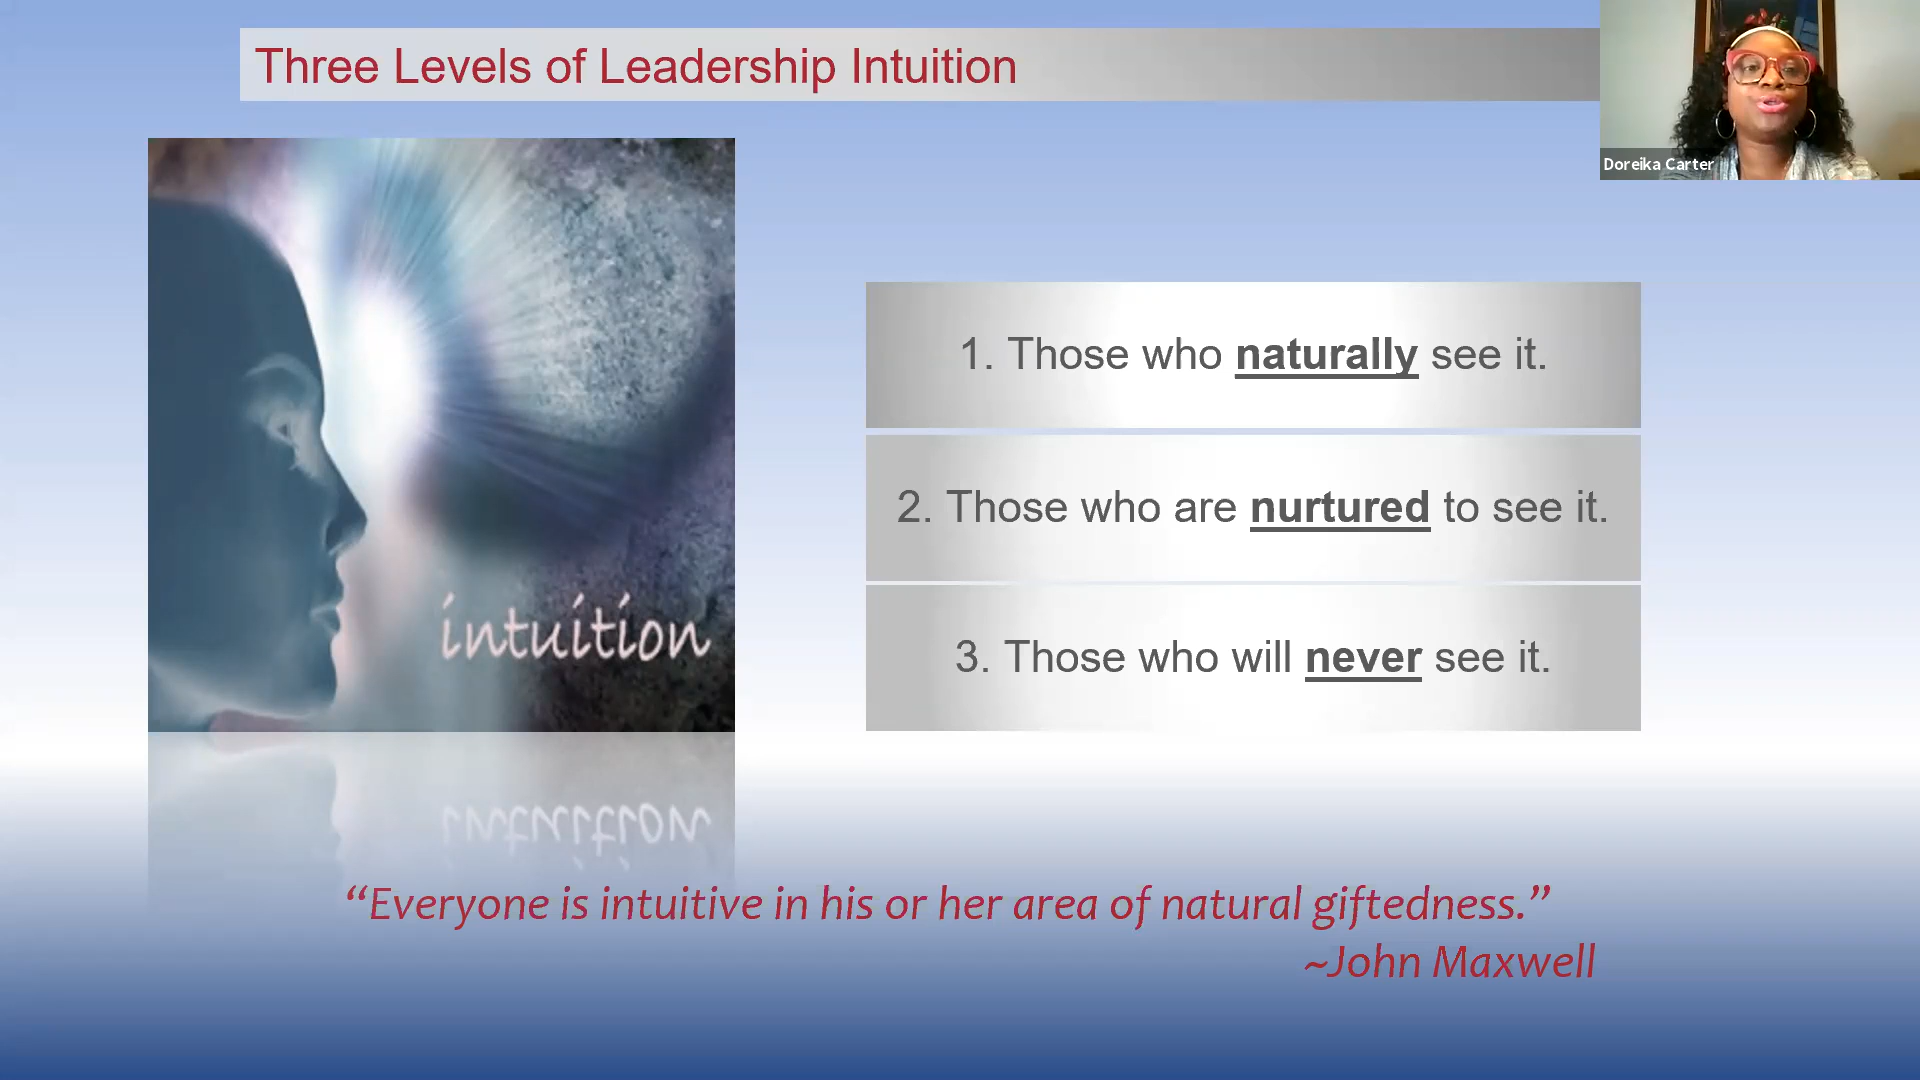 Three Levels of Leadership Intuition
Doreika Carter
1. Those who naturally see it.
2. Those who are nurtured to see it.
3. Those who will never see it.
intuition
“Everyone is intuitive in his or her area of natural giftedness.”
~John Maxwell